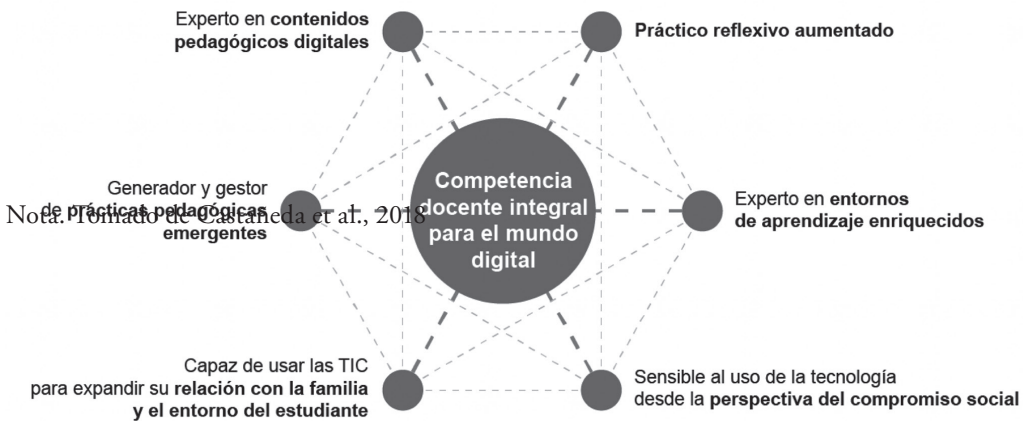 Experto en contenidos
pedagógicos digitales
Práctico reflexivo aumentado
Competencia
docente integral
para el mundo
digital
Generador y gestor
de prácticas pedagógicas
emergentes
Nota. Tomado de Castañeda et al., 2018
Experto en entornos
de aprendizaje enriquecidos
Capaz de usar las TIC
para expandir su relación con la familia
y el entorno del estudiante
Sensible al uso de la tecnología
desde la perspectiva del compromiso social